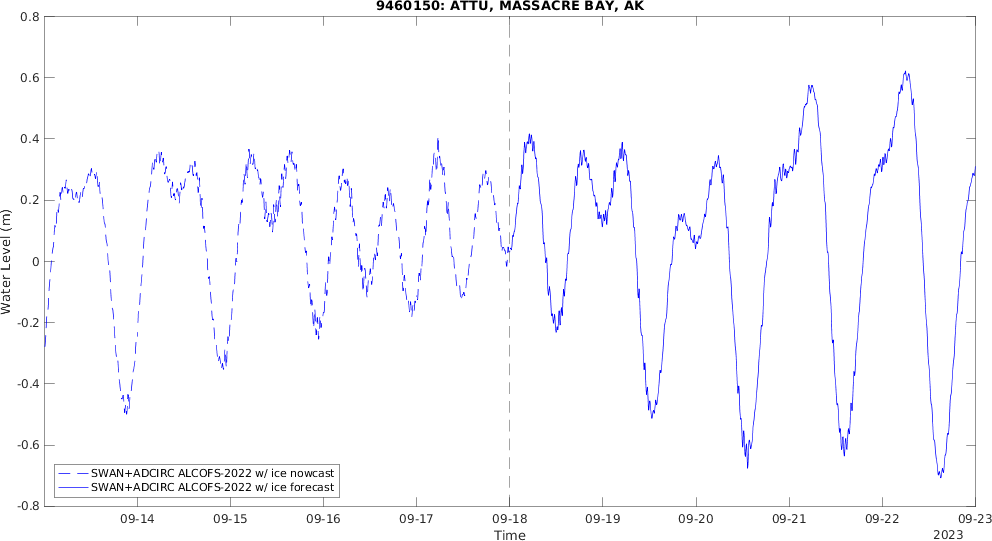 9460150: ATTU, MASSACRE BAY, AK
Water Level (m)
0.8
0.6
0.4
0.2
0
-0.2
-0.4
-0.6
-0.8
SWAN+ADCIRC ALCOFS-2022 w/ ice nowcast
SWAN+ADCIRC ALCOFS-2022 w/ ice forecast
09-14 09-15 09-16 09-17 09-18 09-19 09-20 09-21 09-22 09-23
Time
2023